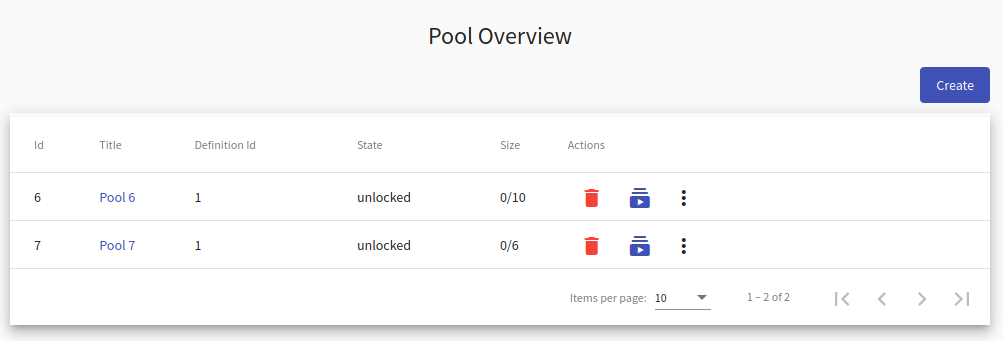 Pool Overview
Create
Id Title Definition Id State Size Actions
6 Pool 6 1 unlocked 0/10
7 Pool 7 1 unlocked 0/6
Items per page: 10 1 – 2 of 2